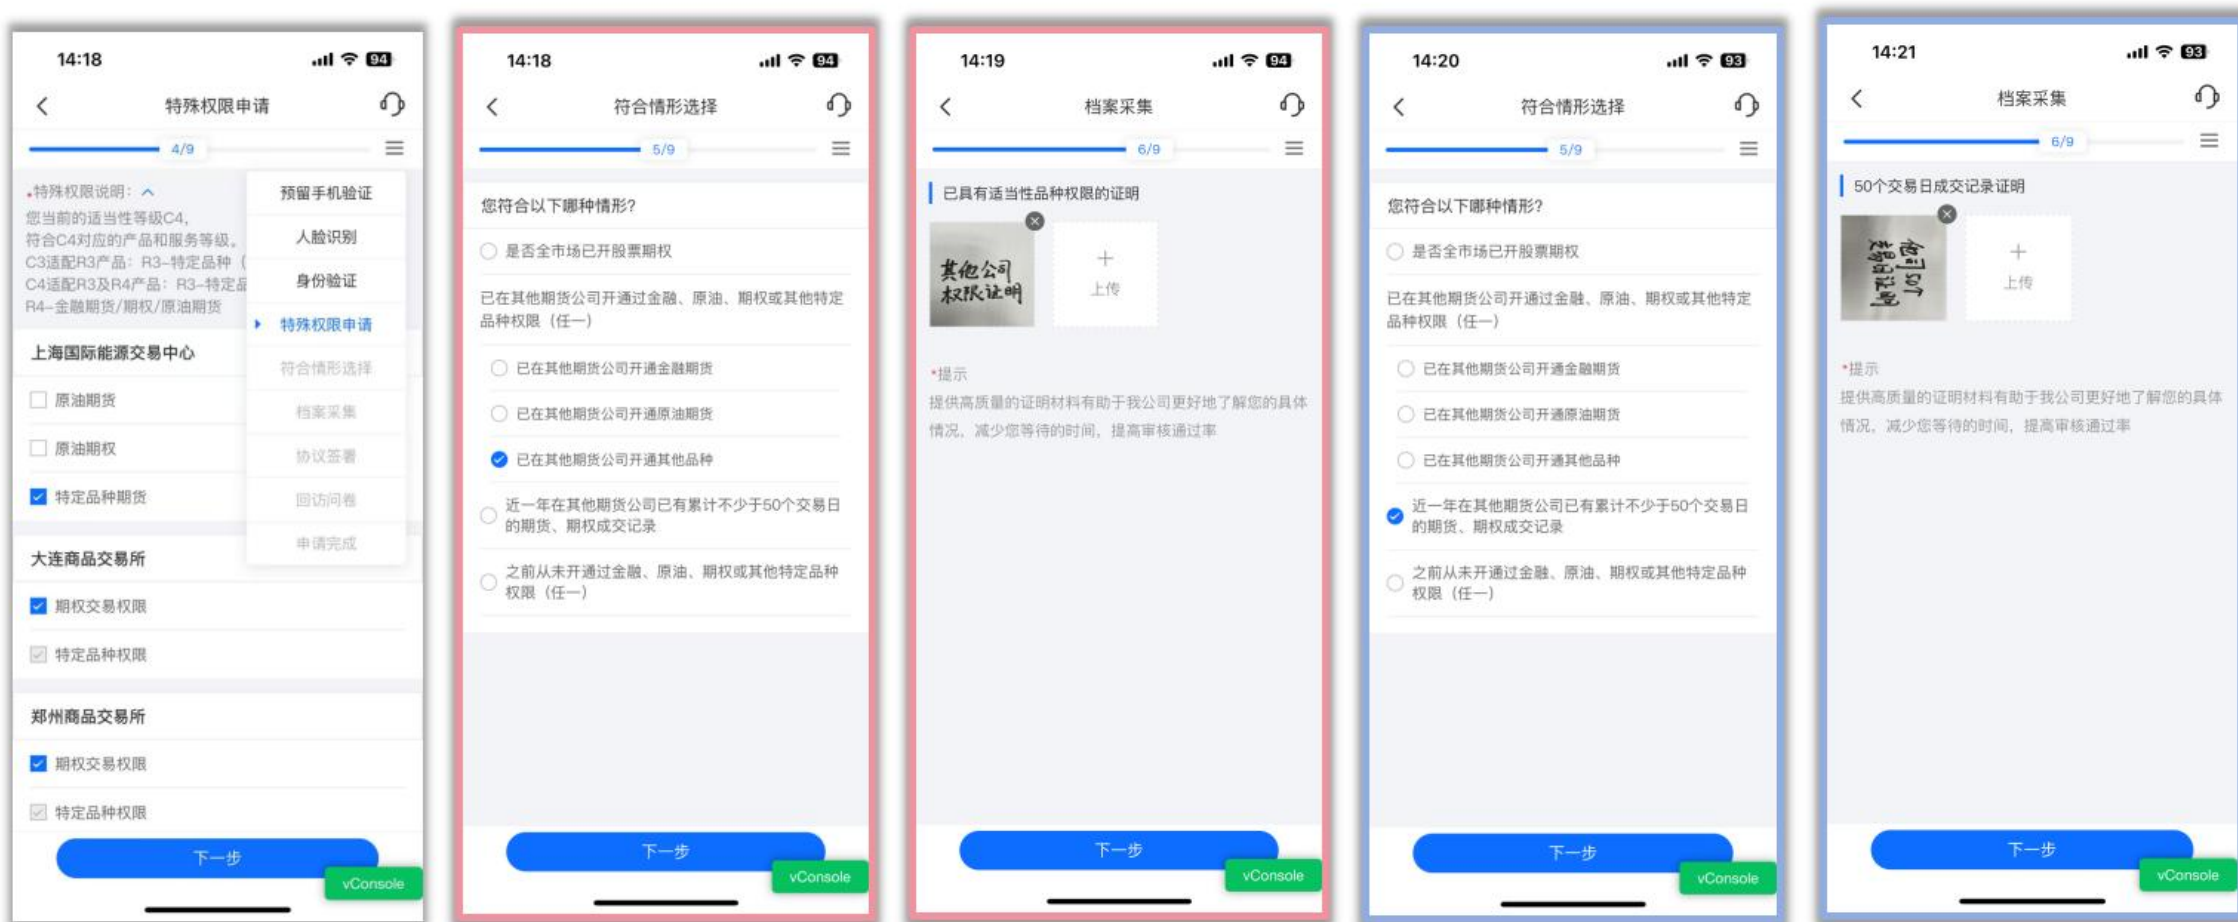 14:18
94
特殊权限申请
4/9
*特殊权限说明：
您当前的适当性等级C4，
符合C4对应的产品和服务等级。
C3适配R3产品：R3-特定品种（
C4适配R3及R4产品：R3-特定品
R4-金融期货/期权/原油期货
预留手机验证
人脸识别
身份验证
特殊权限申请
符合情形选择
档案采集
协议签署
回访问卷
申请完成
上海国际能源交易中心
原油期货
原油期权
特定品种期货
大连商品交易所
期权交易权限
特定品种权限
郑州商品交易所
期权交易权限
特定品种权限
下一步
vConsole
14:18
94
符合情形选择
5/9
您符合以下哪种情形?
是否全市场已开股票期权
已在其他期货公司开通过金融、原油、期权或其他特定
品种权限（任一）
已在其他期货公司开通金融期货
已在其他期货公司开通原油期货
已在其他期货公司开通其他品种
近一年在其他期货公司已有累计不少于50个交易日
的期货、期权成交记录
之前从未开通过金融、原油、期权或其他特定品种
权限（任一）
下一步
vConsole
14:19
94
档案采集
6/9
已具有适当性品种权限的证明
其他公司
权限证明
上传
*提示
提供高质量的证明材料有助于我公司更好地了解您的具体
情况，减少您等待的时间，提高审核通过率
下一步
vConsole
14:20
93
符合情形选择
5/9
您符合以下哪种情形?
是否全市场已开股票期权
已在其他期货公司开通过金融、原油、期权或其他特定
品种权限（任一）
已在其他期货公司开通金融期货
已在其他期货公司开通原油期货
已在其他期货公司开通其他品种
近一年在其他期货公司已有累计不少于50个交易日
的期货、期权成交记录
之前从未开通过金融、原油、期权或其他特定品种
权限（任一）
下一步
vConsole
14:21
93
档案采集
6/9
50个交易日成交记录证明
他司50个
交易日证明
上传
*提示
提供高质量的证明材料有助于我公司更好地了解您的具体
情况，减少您等待的时间，提高审核通过率
下一步
vConsole